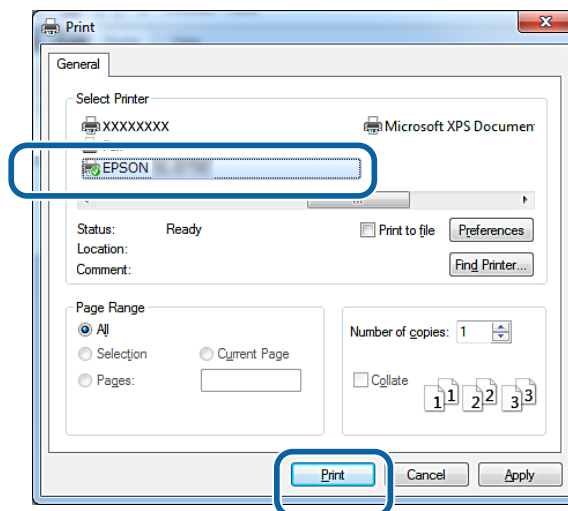 Print
General
Select Printer
XXXXXXXX
Microsoft XPS Documen
EPSON
Status: Ready
Print to file
Preferences
Location:
Comment:
Find Printer...
Page Range
All
Selection
Current Page
Pages:
Number of copies: 1
Collate
1 1 2 2 3 3
Print
Cancel
Apply